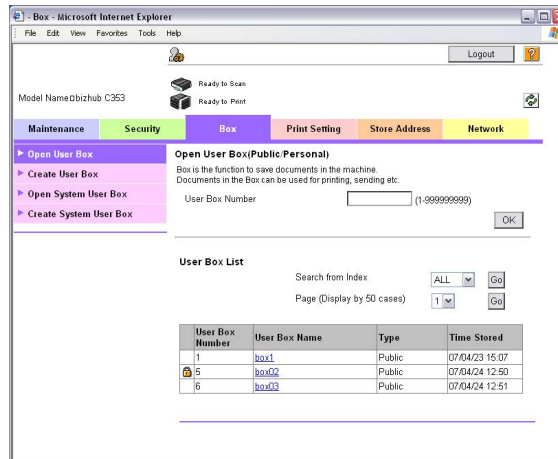 - Box - Microsoft Internet Explorer
File Edit View Favorites Tools Help
Logout
Ready to Scan
Model Name:bizhub C353
Ready to Print
Maintenance Security Box Print Setting Store Address Network
Open User Box
Create User Box
Open System User Box
Create System User Box
Open User Box(Public/Personal)
Box is the function to save documents in the machine.
Documents in the Box can be used for printing, sending etc.
User Box Number (1-999999999)
OK
User Box List
Search from Index ALL Go
Page (Display by 50 cases) 1 Go
User Box Number User Box Name Type Time Stored
1 box1 Public 07/04/23 15:07
5 box02 Public 07/04/24 12:50
6 box03 Public 07/04/24 12:51